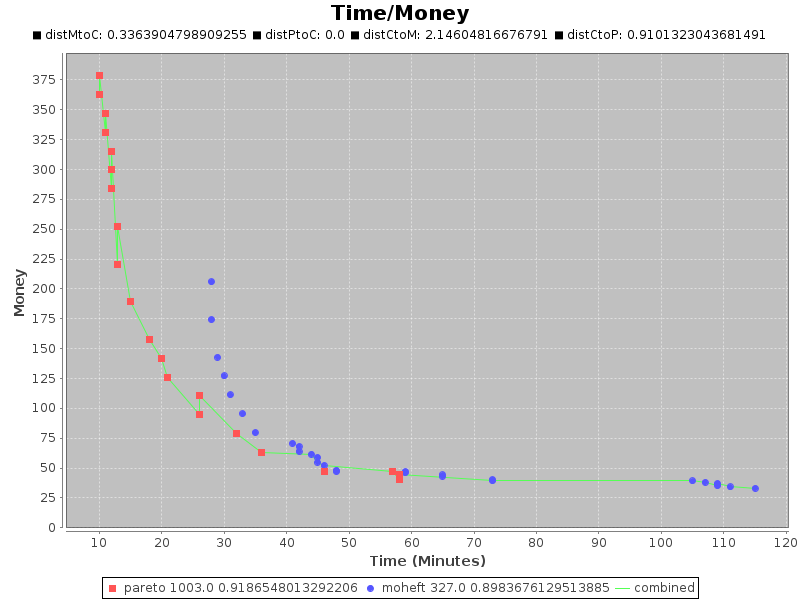 Time/Money
distMtoC: 0.3363904798909255 distPtoC: 0.0 distCtoM: 2.14604816676791 distCtoP: 0.9101323043681491
375
350
325
300
275
250
225
200
175
150
125
100
75
50
25
0
Money
10 20 30 40 50 60 70 80 90 100 110 120
Time (Minutes)
pareto 1003.0 0.9186548013292206 moheft 327.0 0.8983676129513885 combined